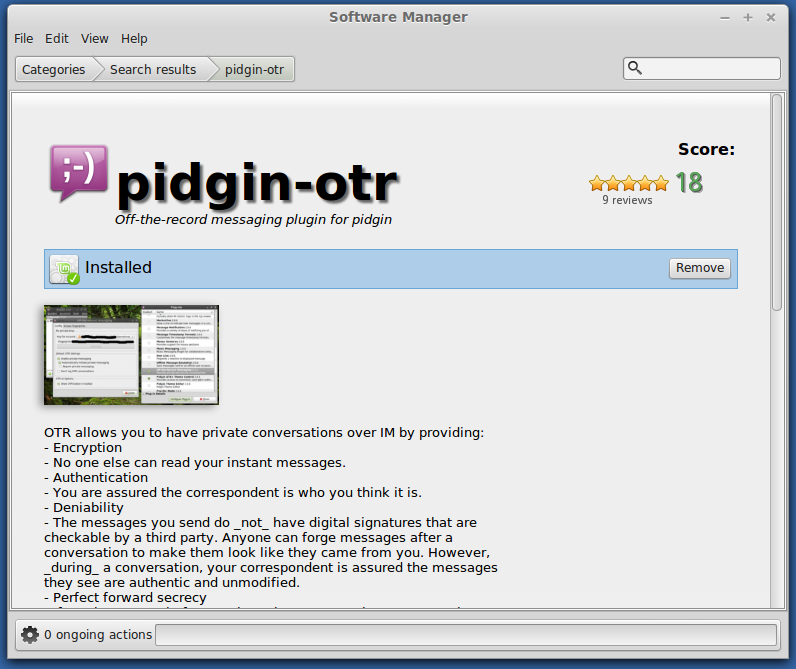 Software Manager
File Edit View Help
Categories Search results pidgin-otr
;-)
pidgin-otr
Off-the-record messaging plugin for pidgin
Score:
18
9 reviews
Installed
Remove
OTR allows you to have private conversations over IM by providing:
- Encryption
- No one else can read your instant messages.
- Authentication
- You are assured the correspondent is who you think it is.
- Deniability
- The messages you send do _not_ have digital signatures that are
checkable by a third party. Anyone can forge messages after a
conversation to make them look like they came from you. However,
_during_ a conversation, your correspondent is assured the messages
they see are authentic and unmodified.
- Perfect forward secrecy
0 ongoing actions